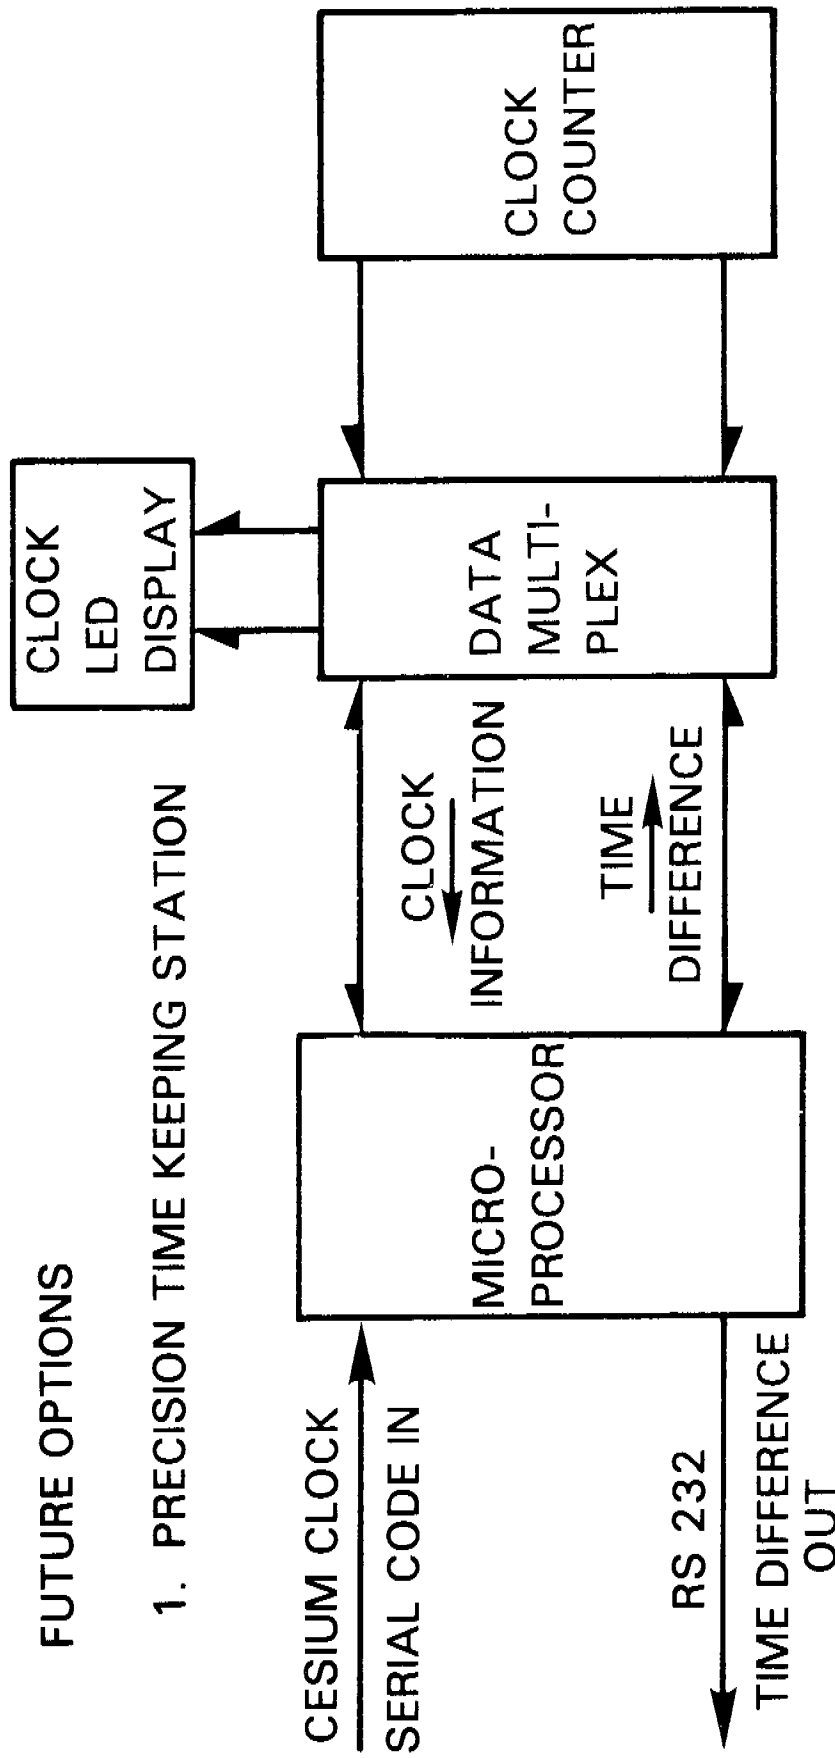 FUTURE OPTIONS
1. PRECISION TIME KEEPING STATION
CLOCK
LED
DISPLAY
CESIUM CLOCK
SERIAL CODE IN
MICRO-
PROCESSOR
CLOCK
INFORMATION
TIME
DIFFERENCE
DATA
MULTI-
PLEX
CLOCK
COUNTER
RS 232
TIME DIFFERENCE
OUT